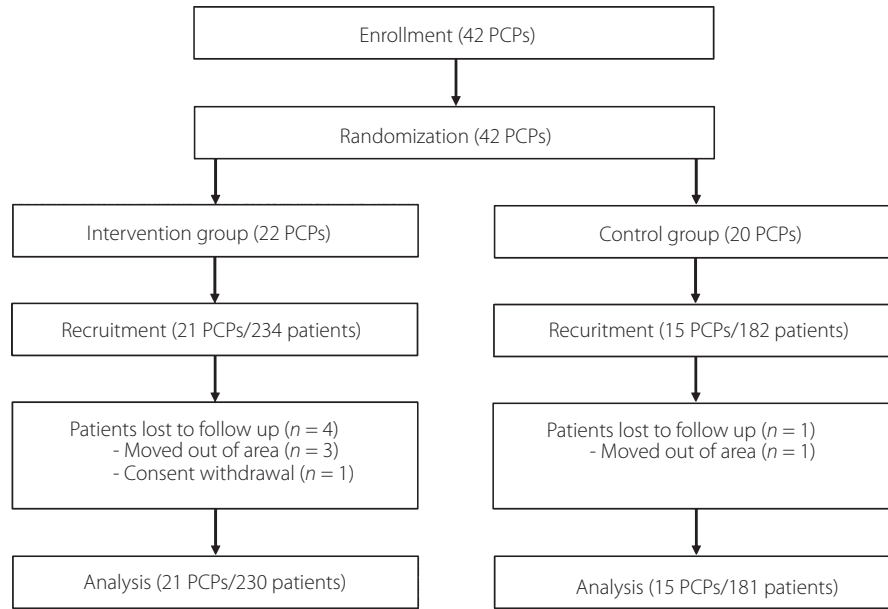 Enrollment (42 PCPs)
Randomization (42 PCPs)
Intervention group (22 PCPs)
Control group (20 PCPs)
Recruitment (21 PCPs/234 patients)
Recuritment (15 PCPs/182 patients)
Patients lost to follow up (n = 4)
- Moved out of area (n = 3)
- Consent withdrawal (n = 1)
Patients lost to follow up (n = 1)
- Moved out of area (n = 1)
Analysis (21 PCPs/230 patients)
Analysis (15 PCPs/181 patients)